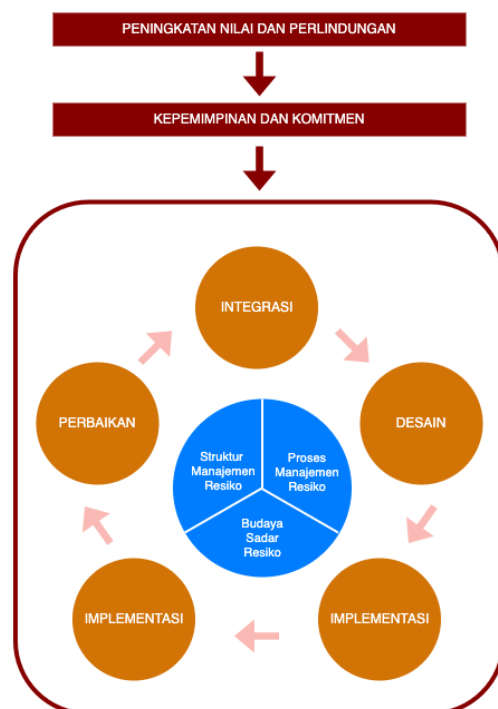 PENINGKATAN NILAI DAN PERLINDUNGAN
KEPEMIMPINAN DAN KOMITMEN
INTEGRASI
PERBAIKAN
DESAIN
Struktur
Manajemen
Resiko
Proses
Manajemen
Resiko
Budaya
Sadar
Resiko
IMPLEMENTASI
IMPLEMENTASI